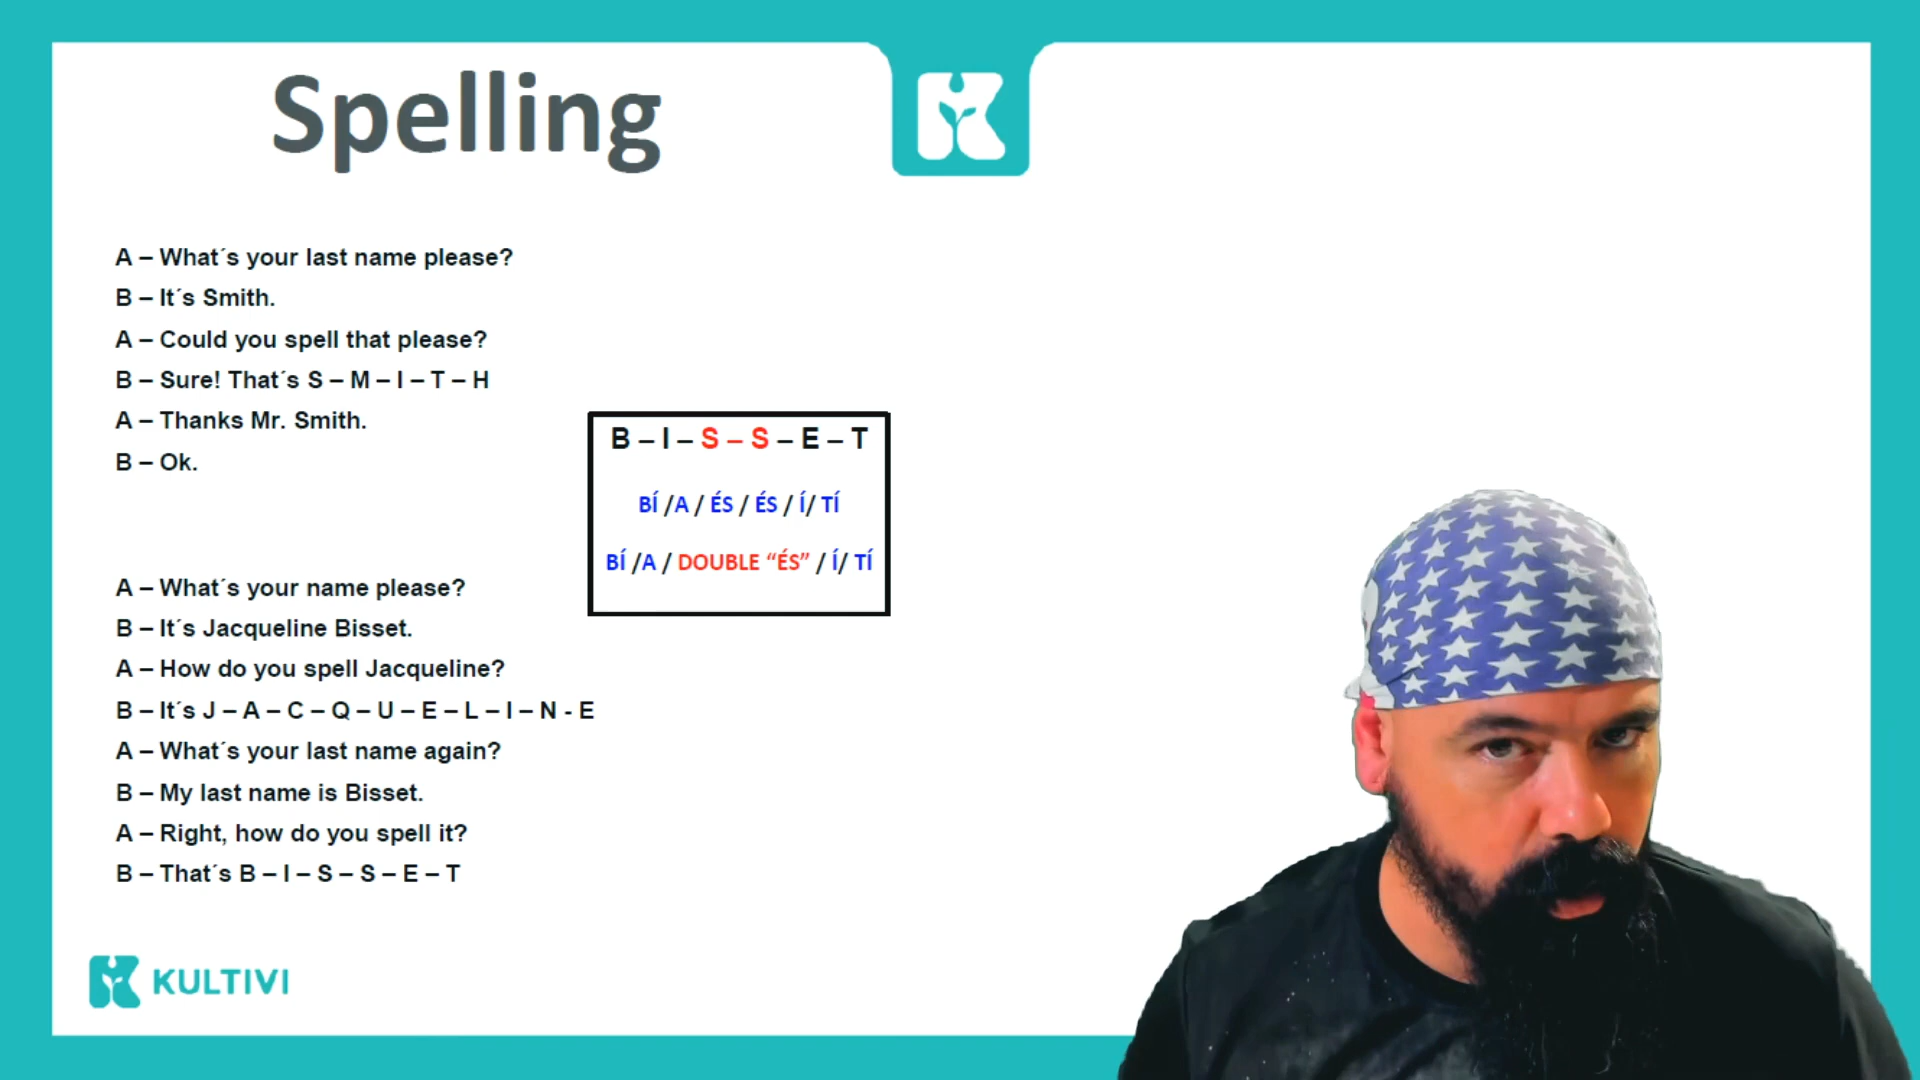 Spelling
A – What´s your last name please?
B – It´s Smith.
A – Could you spell that please?
B – Sure! That´s S – M – I – T – H
A – Thanks Mr. Smith.
B – Ok.
B – I – S – S – E – T
BÍ /A / ÉS / ÉS / Í/ TÍ
BÍ /A / DOUBLE “ÉS” / Í/ TÍ
A – What´s your name please?
B – It´s Jacqueline Bisset.
A – How do you spell Jacqueline?
B – It´s J – A – C – Q – U – E – L – I – N - E
A – What´s your last name again?
B – My last name is Bisset.
A – Right, how do you spell it?
B – That´s B – I – S – S – E – T
KULTIVI